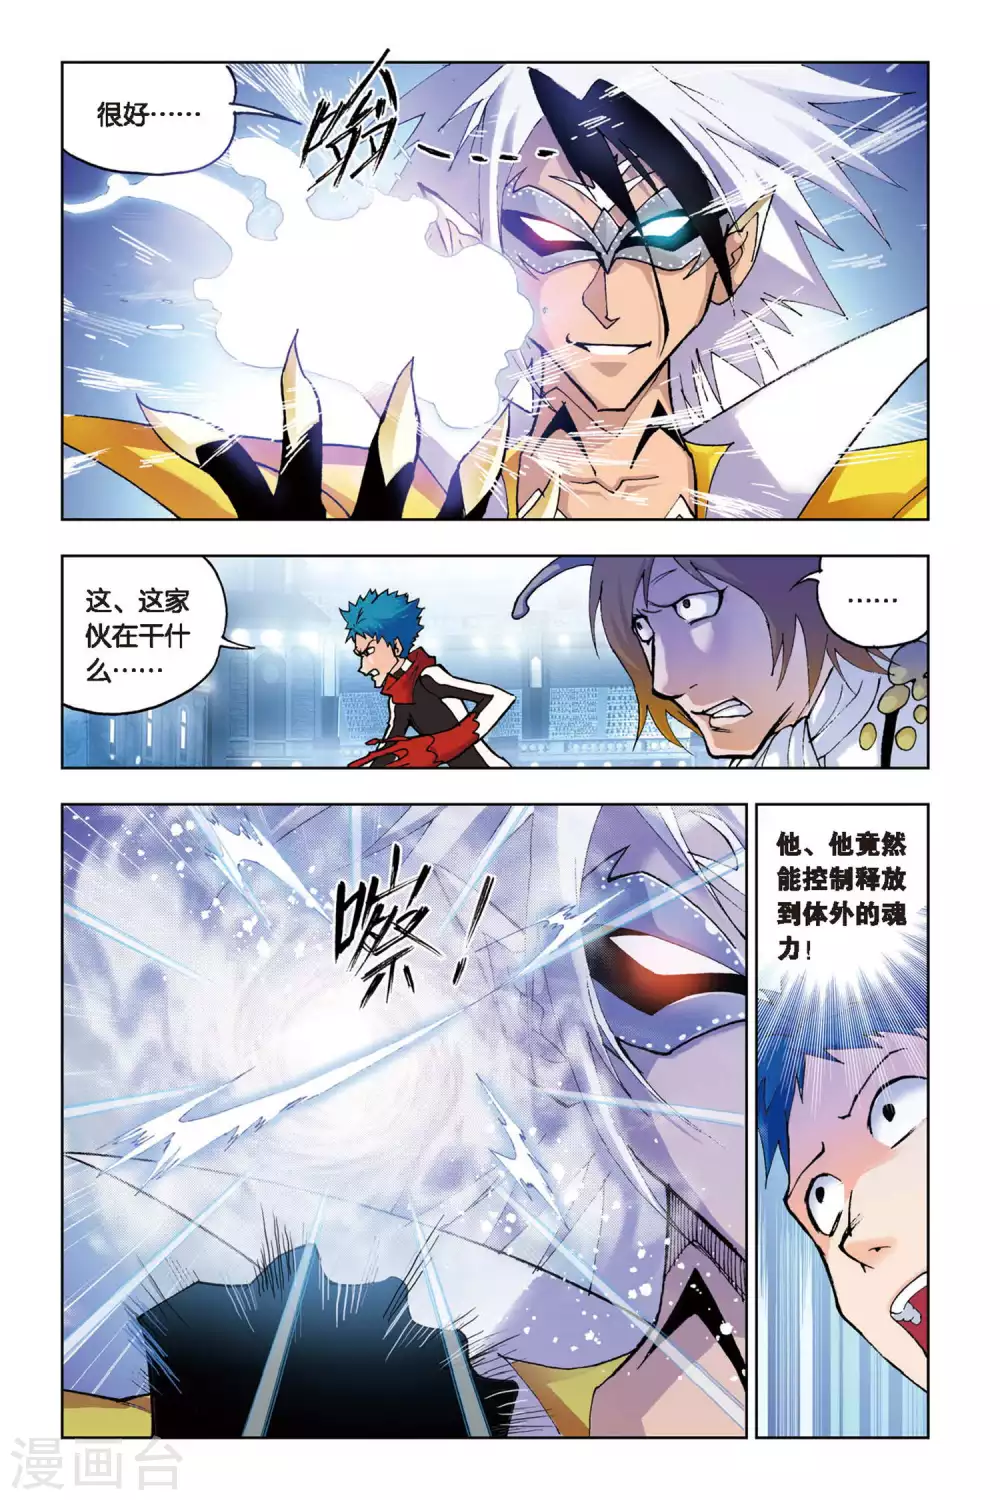 很好……
嗡
这、这家
伙在干什
么……
……
嚓！
他、他竟然
能控制释放
到体外的魂
力！
漫画台